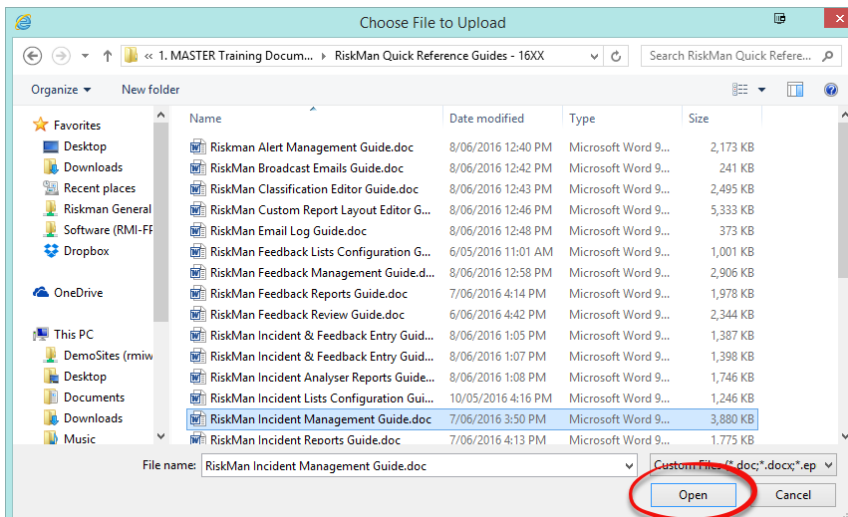 Choose File to Upload
« 1. MASTER Training Docum... RiskMan Quick Reference Guides - 16XX
Search RiskMan Quick Refere...
Organize
New folder
Favorites
Desktop
Downloads
Recent places
Riskman General
Software (RMI-FF
Dropbox
OneDrive
This PC
DemoSites (rmiw
Desktop
Documents
Downloads
Music
Name Date modified Type Size
Riskman Alert Management Guide.doc 8/06/2016 12:40 PM Microsoft Word 9... 2,173 KB
RiskMan Broadcast Emails Guide.doc 8/06/2016 12:42 PM Microsoft Word 9... 241 KB
RiskMan Classification Editor Guide.doc 8/06/2016 12:43 PM Microsoft Word 9... 2,495 KB
RiskMan Custom Report Layout Editor G... 8/06/2016 12:46 PM Microsoft Word 9... 5,333 KB
RiskMan Email Log Guide.doc 8/06/2016 12:48 PM Microsoft Word 9... 373 KB
RiskMan Feedback Lists Configuration G... 6/05/2016 11:01 AM Microsoft Word 9... 1,001 KB
RiskMan Feedback Management Guide.d... 8/06/2016 12:58 PM Microsoft Word 9... 2,906 KB
RiskMan Feedback Reports Guide.doc 7/06/2016 4:14 PM Microsoft Word 9... 1,978 KB
RiskMan Feedback Review Guide.doc 6/06/2016 4:42 PM Microsoft Word 9... 2,344 KB
RiskMan Incident & Feedback Entry Guid... 8/06/2016 1:05 PM Microsoft Word 9... 1,387 KB
RiskMan Incident & Feedback Entry Guid... 8/06/2016 1:07 PM Microsoft Word 9... 1,398 KB
RiskMan Incident Analyser Reports Guide... 8/06/2016 1:08 PM Microsoft Word 9... 1,746 KB
RiskMan Incident Lists Configuration Gui... 10/05/2016 4:16 PM Microsoft Word 9... 1,246 KB
RiskMan Incident Management Guide.doc 7/06/2016 3:50 PM Microsoft Word 9... 3,880 KB
RiskMan Incident Reports Guide.doc 7/06/2016 4:13 PM Microsoft Word 9... 1,775 KB
File name: RiskMan Incident Management Guide.doc
Custom Files (*.doc;*.docx;*.ep
Open
Cancel